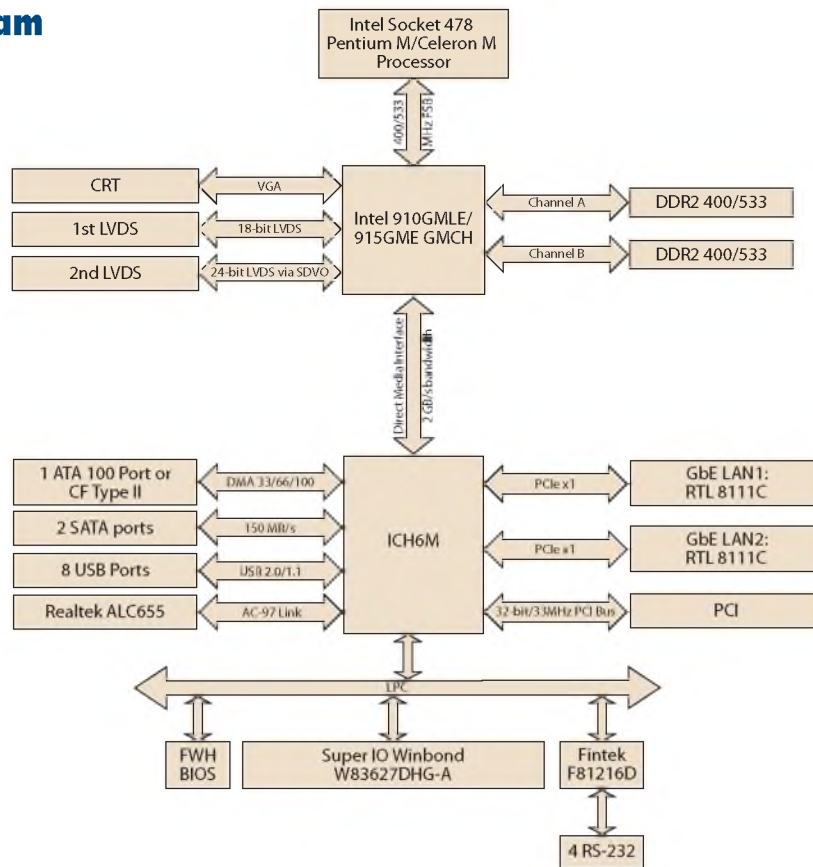 am
Intel Socket 478
Pentium M/Celeron M
Processor
400/533
MHz FSB
CRT
VGA
1st LVDS
18-bit LVDS
2nd LVDS
24-bit LVDS via SDVO
Intel 910GMLE/
915GME GMCH
Channel A
DDR2 400/533
Channel B
DDR2 400/533
Direct Media Interface
2 GB/s bandwidth
1 ATA 100 Port or
CF Type II
DMA 33/66/100
2 SATA ports
150 MB/s
8 USB Ports
USB 2.0/1.1
Realtek ALC655
AC-97 Link
ICH6M
PCIe x1
GbE LAN1:
RTL 8111C
PCIe x1
GbE LAN2:
RTL 8111C
32-bit/33MHz PCI Bus
PCI
LPC
FWH
BIOS
Super IO Winbond
W83627DHG-A
Fintek
F81216D
4 RS-232